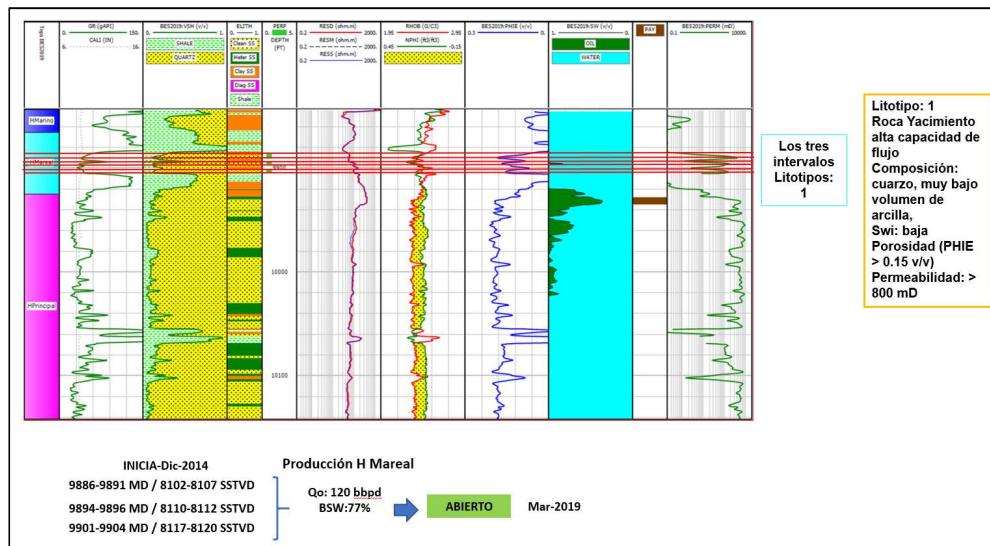 Tops BES2019
GR (gAPI)
0. 150.
CALI (IN)
6. 16.
BES2019:VSH (v/v)
0. 1.
SHALE
QUARTZ
ELITH
0. 1.
Clean SS
Heter SS
Clay SS
Diag SS
Shale
PERF
0. 5.
DEPTH
(FT)
RESD (ohm.m)
0.2 2000.
RESM (ohm.m)
0.2 2000.
RESS (ohm.m)
0.2 2000.
RHOB (G/C3)
1.95 2.95
NPHI (ft3/ft3)
0.45 -0.15
BES2019:PHIE (v/v)
0.3 0.
BES2019:SW (v/v)
0. 1.
OIL
WATER
PAY
BES2019:PERM (mD)
0.1 10000.
HMarino
HMareal
HPrincipal
10000
10100
Los tres
intervalos
Litotipos:
1
Litotipo: 1
Roca Yacimiento
alta capacidad de
flujo
Composición:
cuarzo, muy bajo
volumen de
arcilla,
Swi: baja
Porosidad (PHIE
> 0.15 v/v)
Permeabilidad: >
800 mD
INICIA-Dic-2014
9886-9891 MD / 8102-8107 SSTVD
9894-9896 MD / 8110-8112 SSTVD
9901-9904 MD / 8117-8120 SSTVD
Producción H Mareal
Qo: 120 bbpd
BSW:77%
ABIERTO
Mar-2019